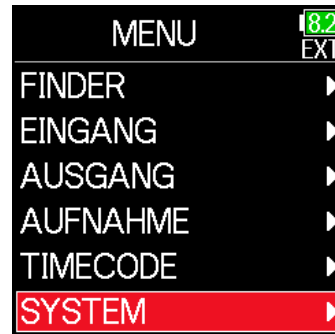 MENU
8.2
EXT
FINDER
EINGANG
AUSGANG
AUFNAHME
TIMECODE
SYSTEM